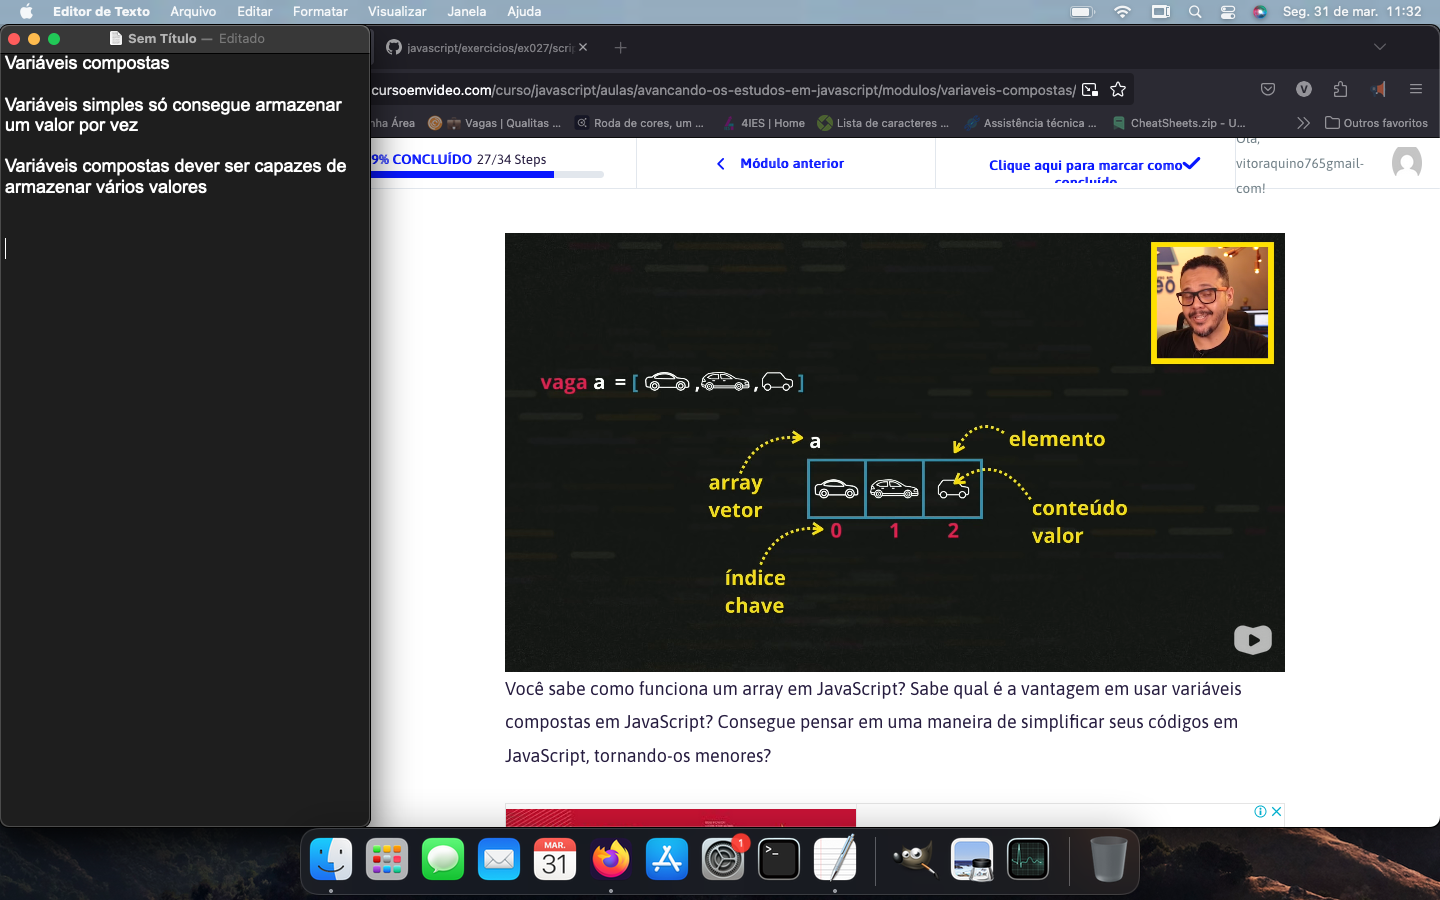 Editor de Texto Arquivo Editar Formatar Visualizar Janela Ajuda Seg. 31 de mar. 11:32
Sem Título — Editado
Variáveis compostas
Variáveis simples só consegue armazenar
um valor por vez
Variáveis compostas dever ser capazes de
armazenar vários valores
javascript/exercicios/ex027/scri
cursoemvideo.com/curso/javascript/aulas/avancando-os-estudos-em-javascript/modulos/variaveis-compostas/
nha Área Vagas | Qualitas ... Roda de cores, um ... 4IES | Home Lista de caracteres ... Assistência técnica ... CheatSheets.zip - U... Outros favoritos
9% CONCLUÍDO 27/34 Steps
Módulo anterior
Clique aqui para marcar como
concluído
Olá,
vitoraquino765gmail-
com!
vaga a = [ , , ]
a
elemento
array
vetor
conteúdo
valor
0 1 2
índice
chave
Você sabe como funciona um array em JavaScript? Sabe qual é a vantagem em usar variáveis
compostas em JavaScript? Consegue pensar em uma maneira de simplificar seus códigos em
JavaScript, tornando-os menores?
MAR.
31
1
>_